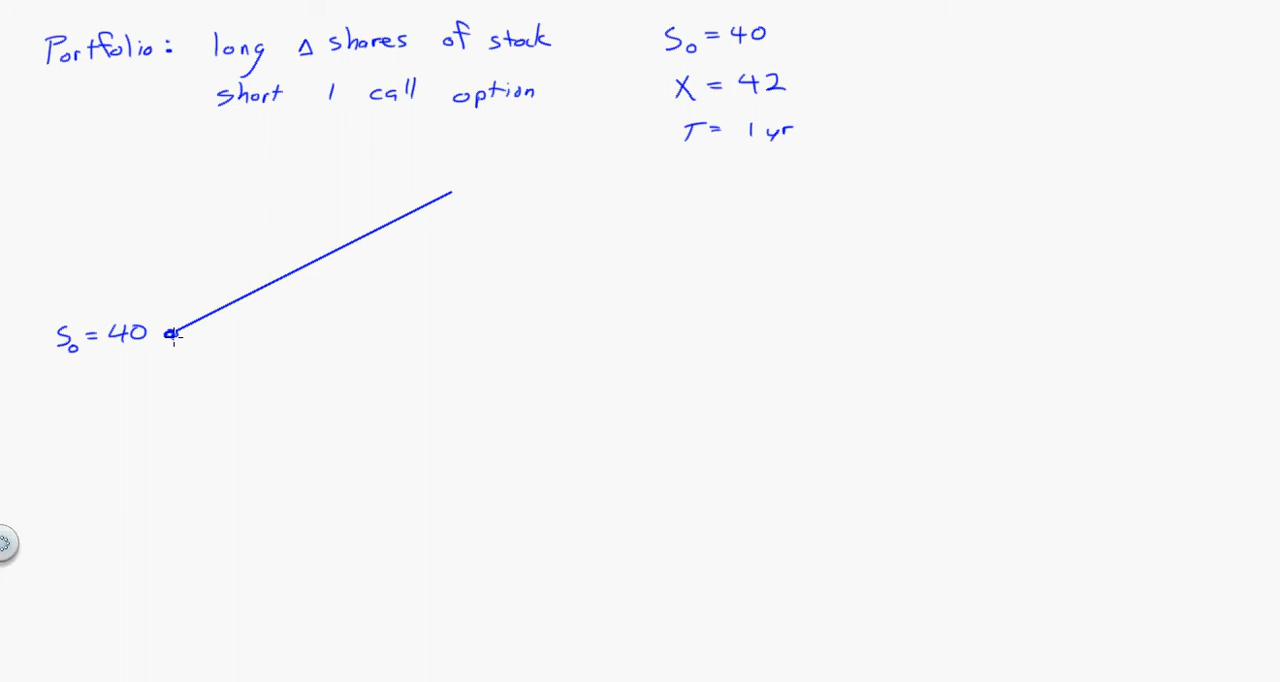 Portfolio: long Δ shares of stock
short 1 call option
S₀ = 40
X = 42
T = 1 yr
S₀ = 40